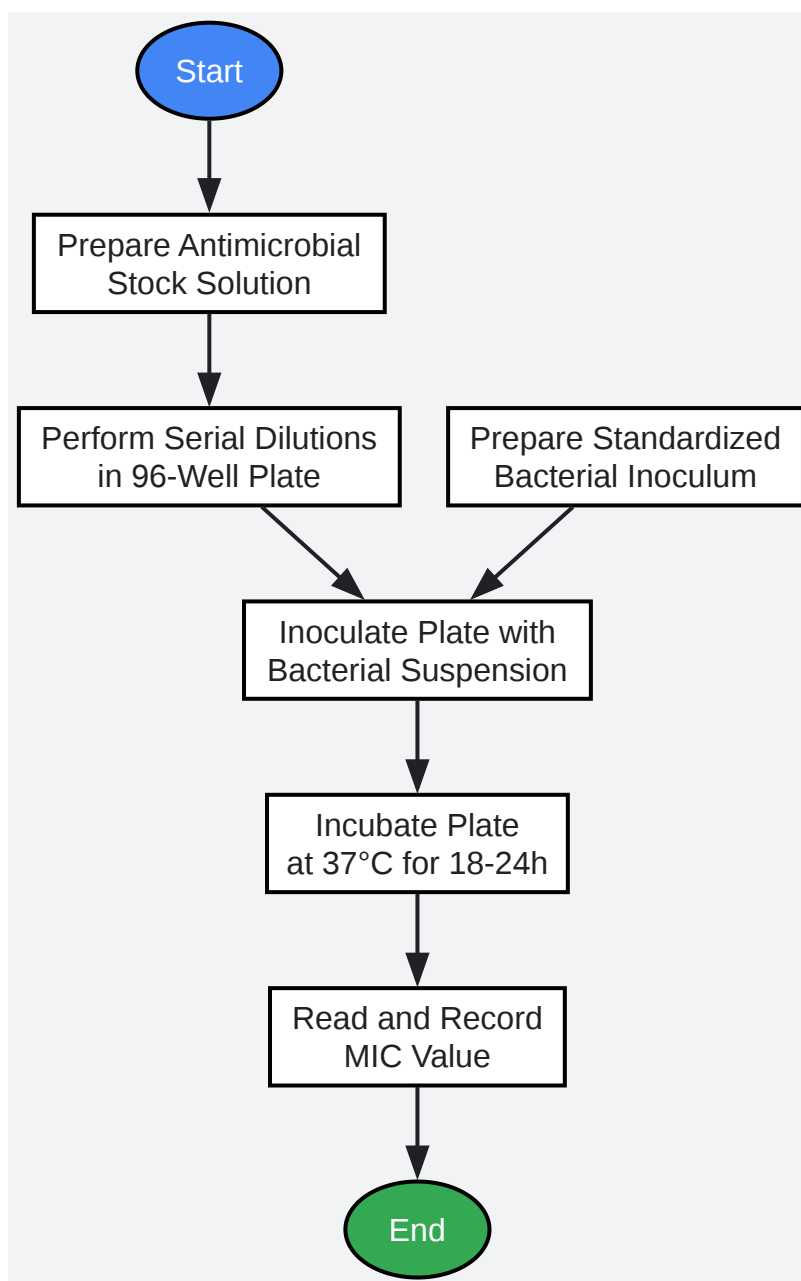 Start
Prepare Antimicrobial
Stock Solution
Perform Serial Dilutions
in 96-Well Plate
Prepare Standardized
Bacterial Inoculum
Inoculate Plate with
Bacterial Suspension
Incubate Plate
at 37°C for 18-24h
Read and Record
MIC Value
End